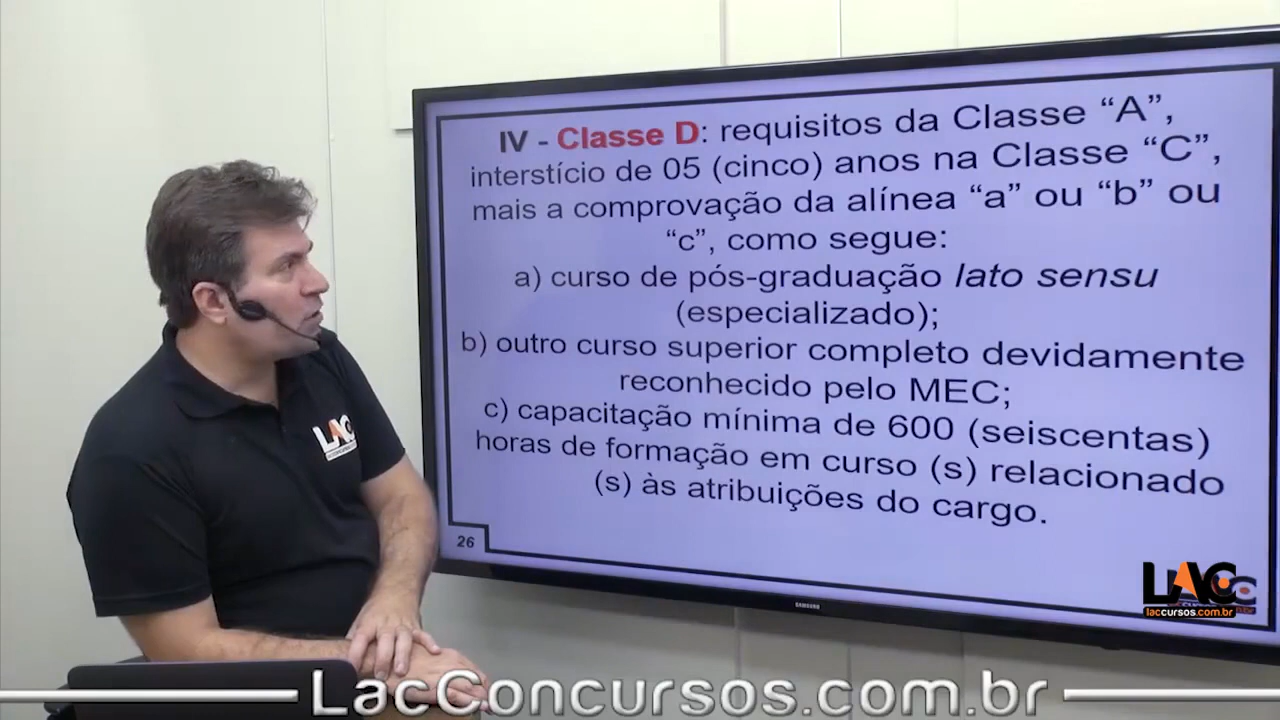 IV - Classe D: requisitos da Classe “A”,
interstício de 05 (cinco) anos na Classe “C”,
mais a comprovação da alínea “a” ou “b” ou
“c”, como segue:
a) curso de pós-graduação lato sensu
(especializado);
b) outro curso superior completo devidamente
reconhecido pelo MEC;
c) capacitação mínima de 600 (seiscentas)
horas de formação em curso (s) relacionado
(s) às atribuições do cargo.
26
LAC
SAMSUNG
LAC
laccursos.com.br
LacConcursos.com.br